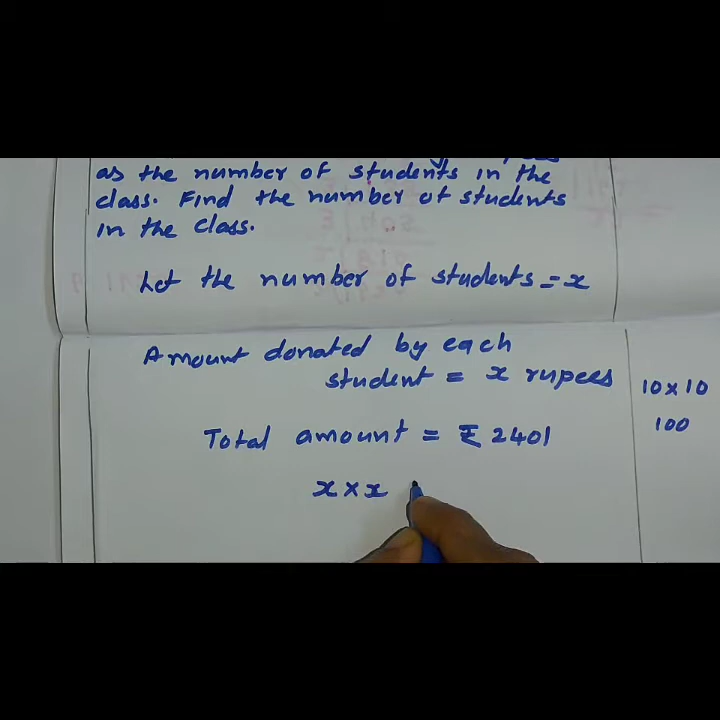 as the number of students in the
class. Find the number of students
in the class.
Let the number of students = x
Amount donated by each
student = x rupees
10 x 10
100
Total amount = ₹ 2401
x × x